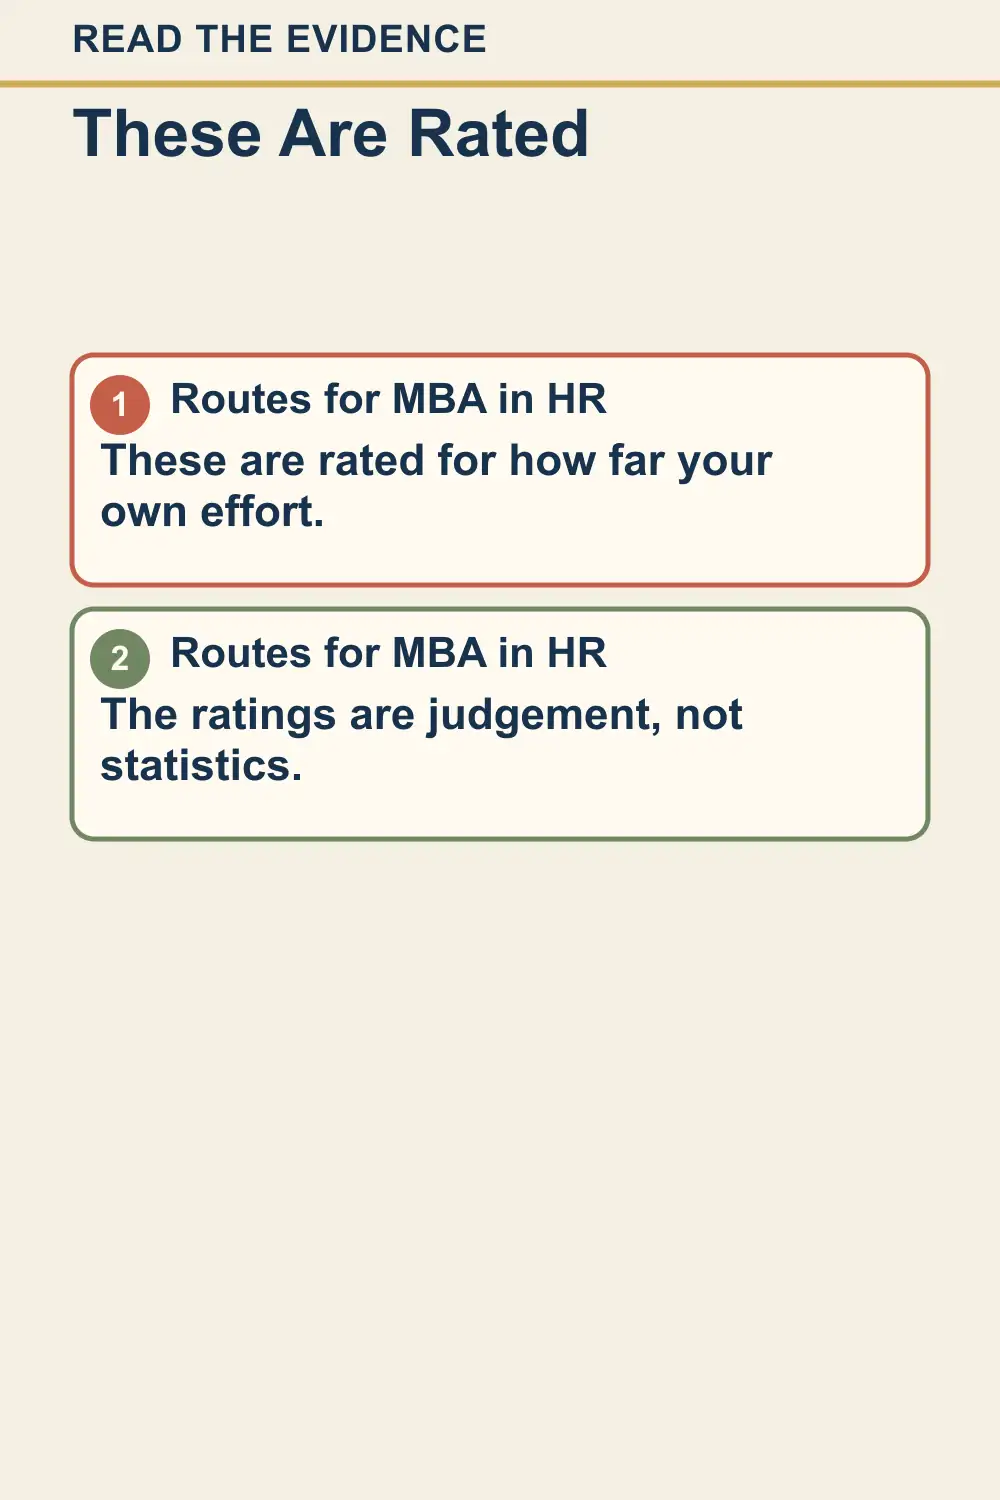 READ THE EVIDENCE
These Are Rated
1 Routes for MBA in HR
These are rated for how far your
own effort.
2 Routes for MBA in HR
The ratings are judgement, not
statistics.